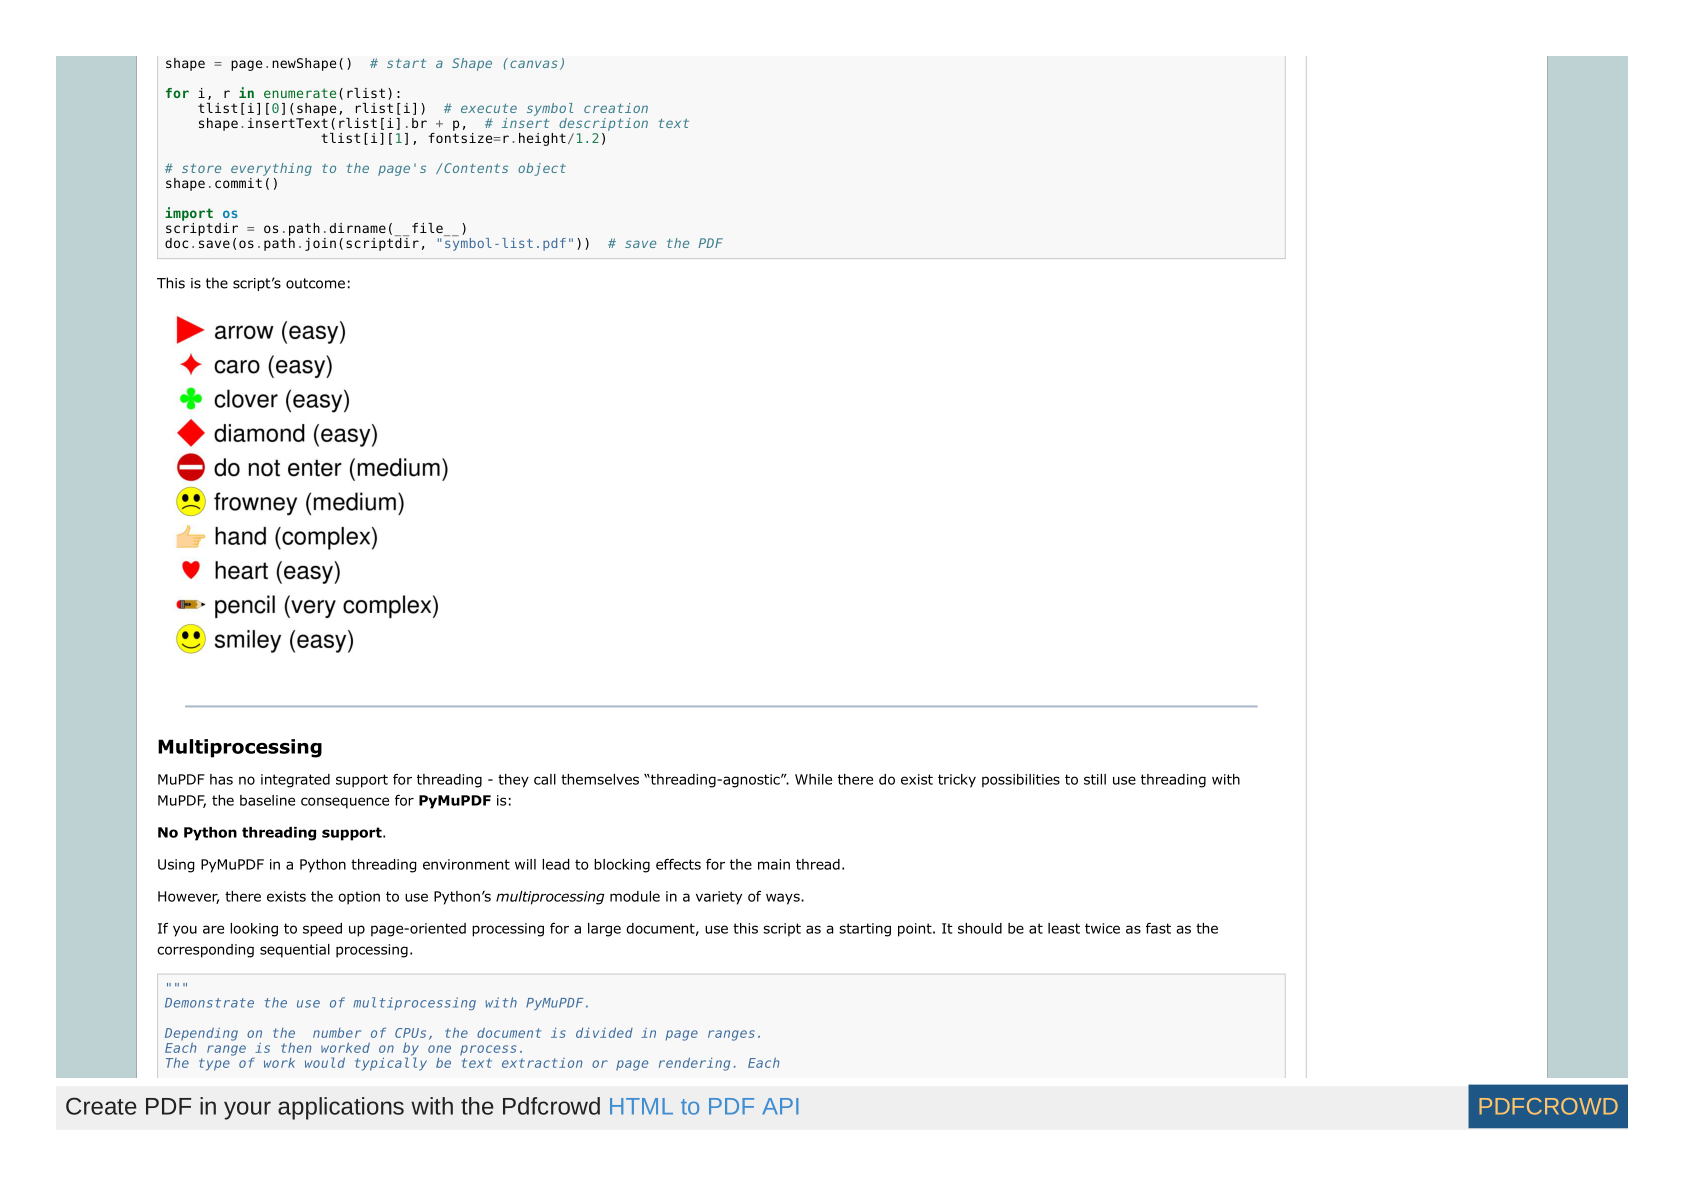 shape = page.newShape()  # start a Shape (canvas)
for i, r in enumerate(rlist):
    tlist[i][0](shape, rlist[i])  # execute symbol creation
    shape.insertText(rlist[i].br + p,  # insert description text
                   tlist[i][1], fontsize=r.height/1.2)
# store everything to the page's /Contents object
shape.commit()
import os
scriptdir = os.path.dirname(__file__)
doc.save(os.path.join(scriptdir, "symbol-list.pdf"))  # save the PDF
This is the script’s outcome:
arrow (easy)
caro (easy)
clover (easy)
diamond (easy)
do not enter (medium)
frowney (medium)
hand (complex)
heart (easy)
pencil (very complex)
smiley (easy)
Multiprocessing
MuPDF has no integrated support for threading - they call themselves “threading-agnostic”. While there do exist tricky possibilities to still use threading with
MuPDF, the baseline consequence for PyMuPDF is:
No Python threading support.
Using PyMuPDF in a Python threading environment will lead to blocking effects for the main thread.
However, there exists the option to use Python’s multiprocessing module in a variety of ways.
If you are looking to speed up page-oriented processing for a large document, use this script as a starting point. It should be at least twice as fast as the
corresponding sequential processing.
"""
Demonstrate the use of multiprocessing with PyMuPDF.
Depending on the  number of CPUs, the document is divided in page ranges.
Each range is then worked on by one process.
The type of work would typically be text extraction or page rendering. Each
Create PDF in your applications with the Pdfcrowd HTML to PDF API
PDFCROWD